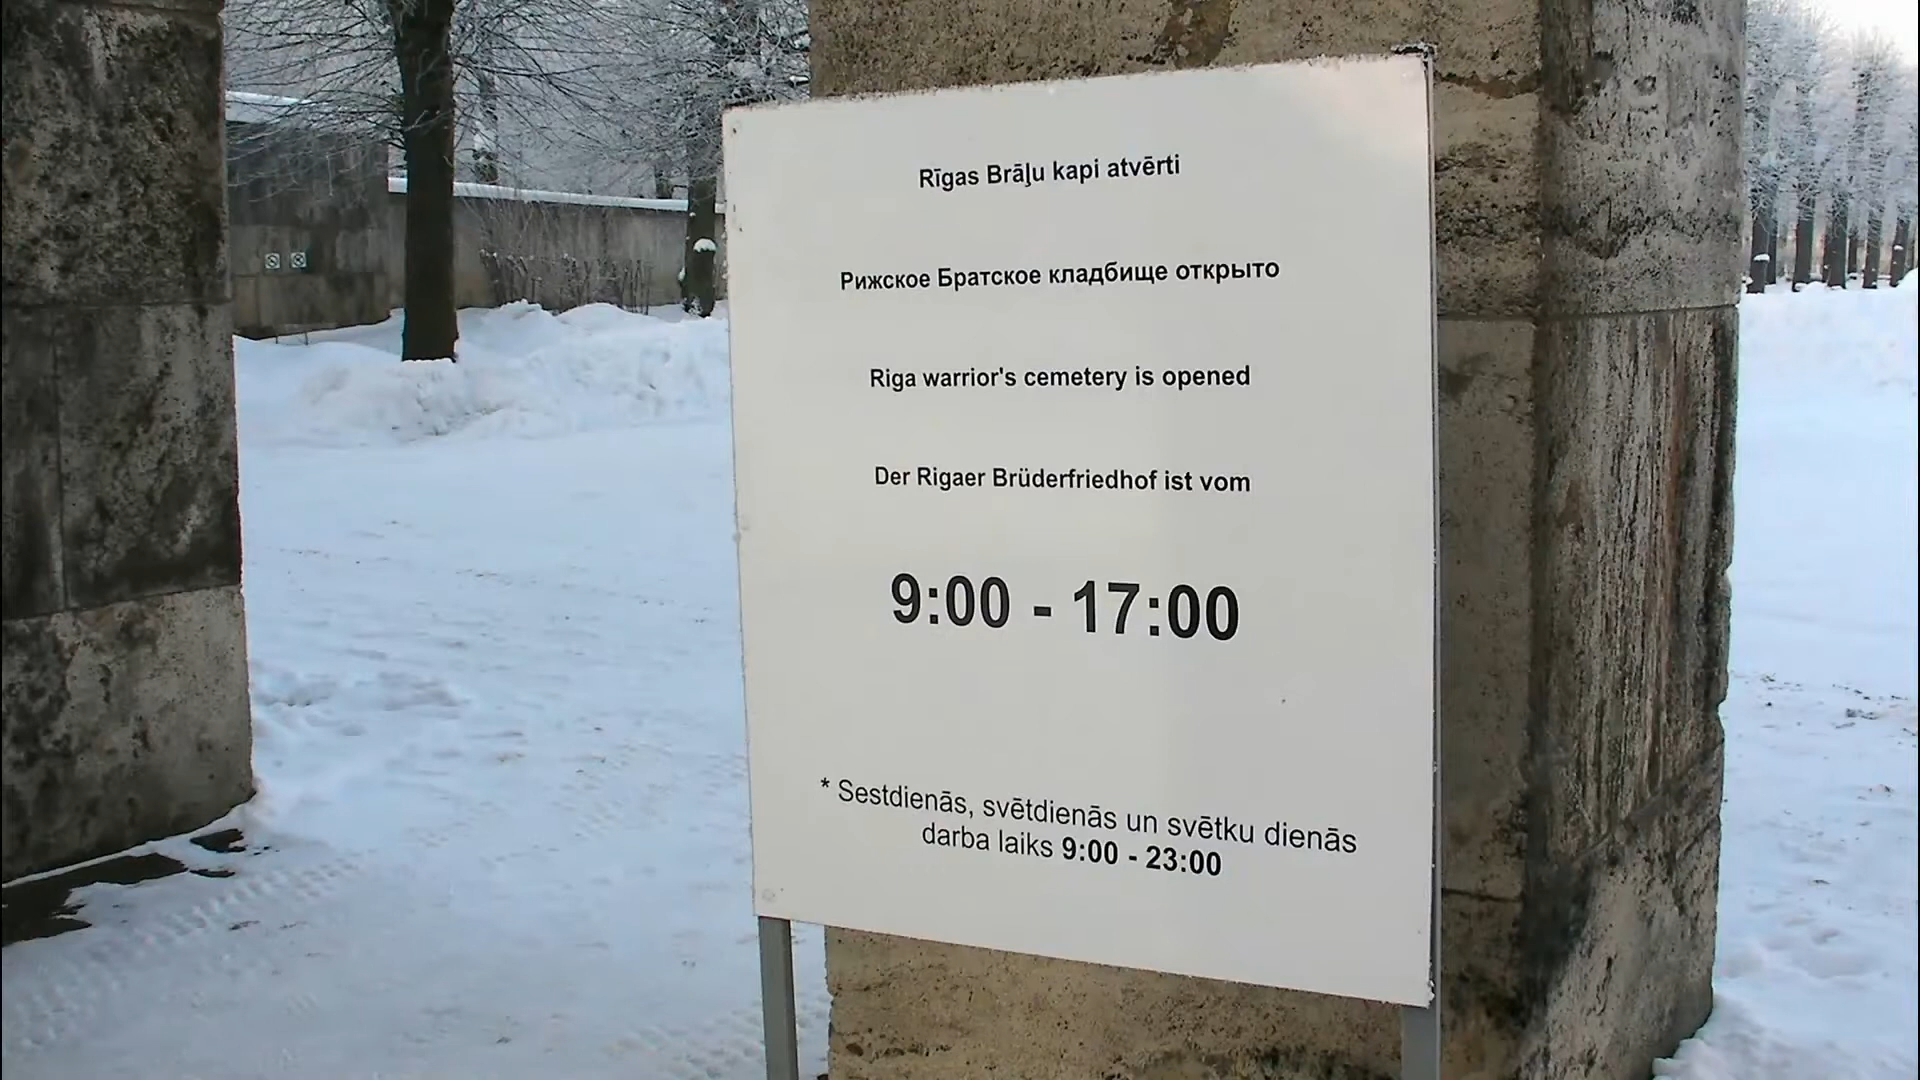 Rīgas Brāļu kapi atvērti
Рижское Братское кладбище открыто
Riga warrior's cemetery is opened
Der Rigaer Brüderfriedhof ist vom
9:00 - 17:00
* Sestdienās, svētdienās un svētku dienās
darba laiks 9:00 - 23:00